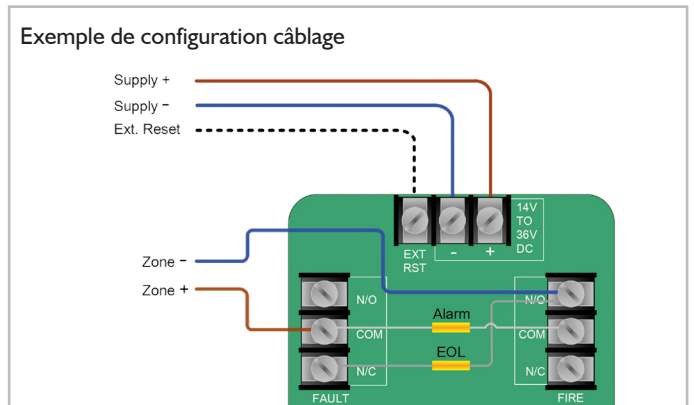 Exemple de configuration câblage
Supply +
Supply -
Ext. Reset
14V
TO
36V
DC
EXT
RST
- +
Zone -
Zone +
N/O
N/O
Alarm
COM
COM
EOL
N/C
N/C
FAULT
FIRE